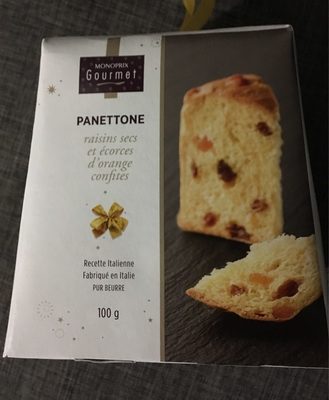 MONOPRIX
Gourmet
PANETTONE
raisins secs
et écorces
d'orange
confites
Recette Italienne
Fabriqué en Italie
PUR BEURRE
100 g